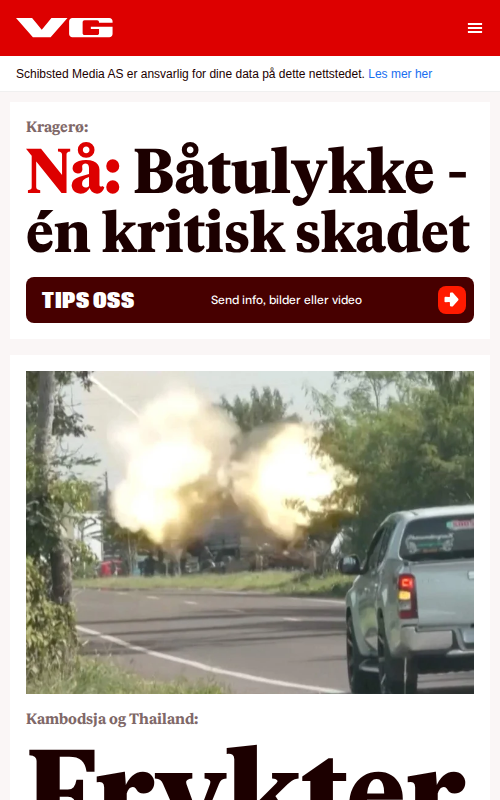 VG
Schibsted Media AS er ansvarlig for dine data på dette nettstedet. Les mer her
Kragerø:
Nå: Båtulykke -
én kritisk skadet
TIPS OSS
Send info, bilder eller video
Kambodsja og Thailand:
Frykter